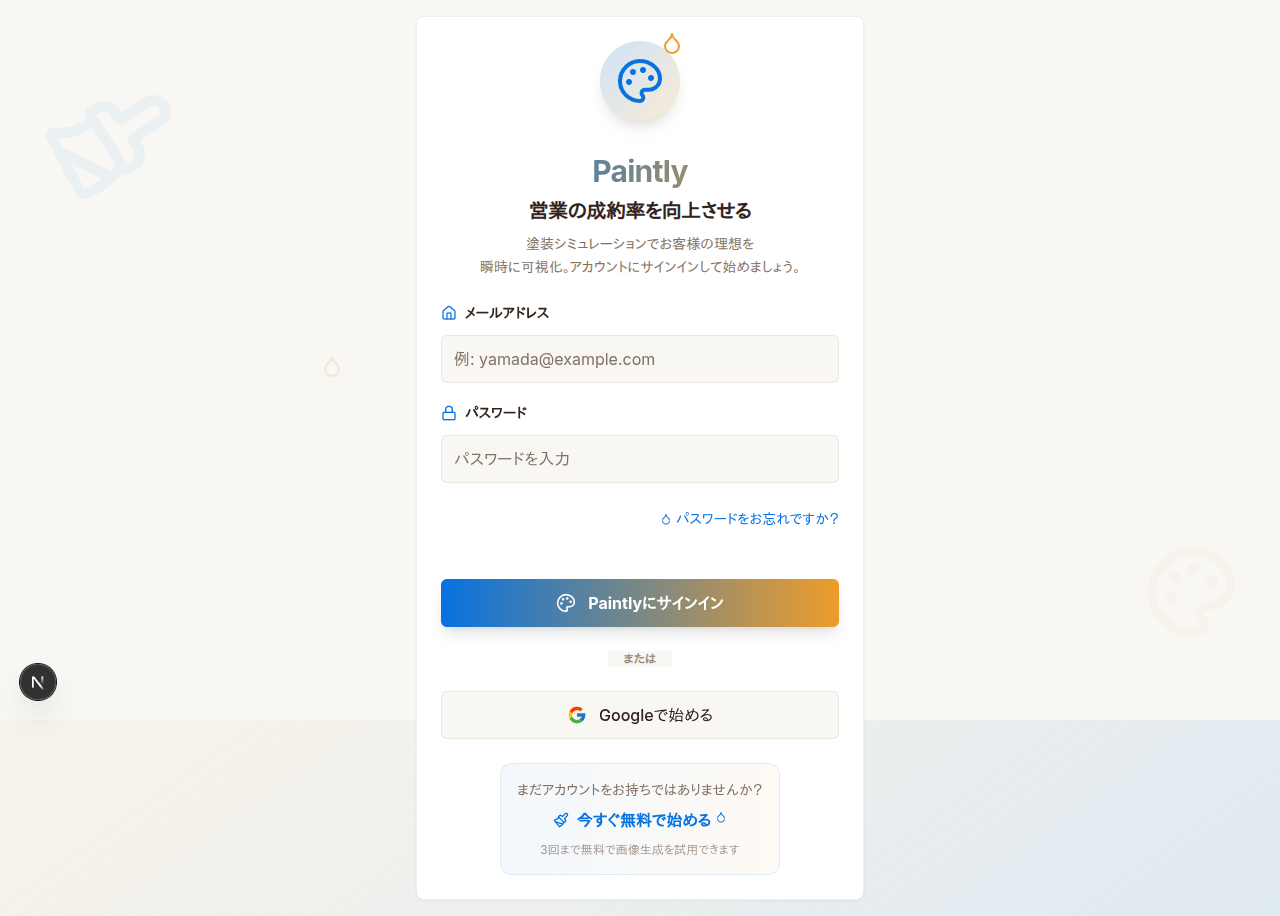 Paintly
営業の成約率を向上させる
塗装シミュレーションでお客様の理想を
瞬時に可視化。アカウントにサインインして始めましょう。
メールアドレス
例: yamada@example.com
パスワード
パスワードを入力
パスワードをお忘れですか？
Paintlyにサインイン
または
N
Googleで始める
まだアカウントをお持ちではありませんか？
今すぐ無料で始める
3回まで無料で画像生成を試用できます